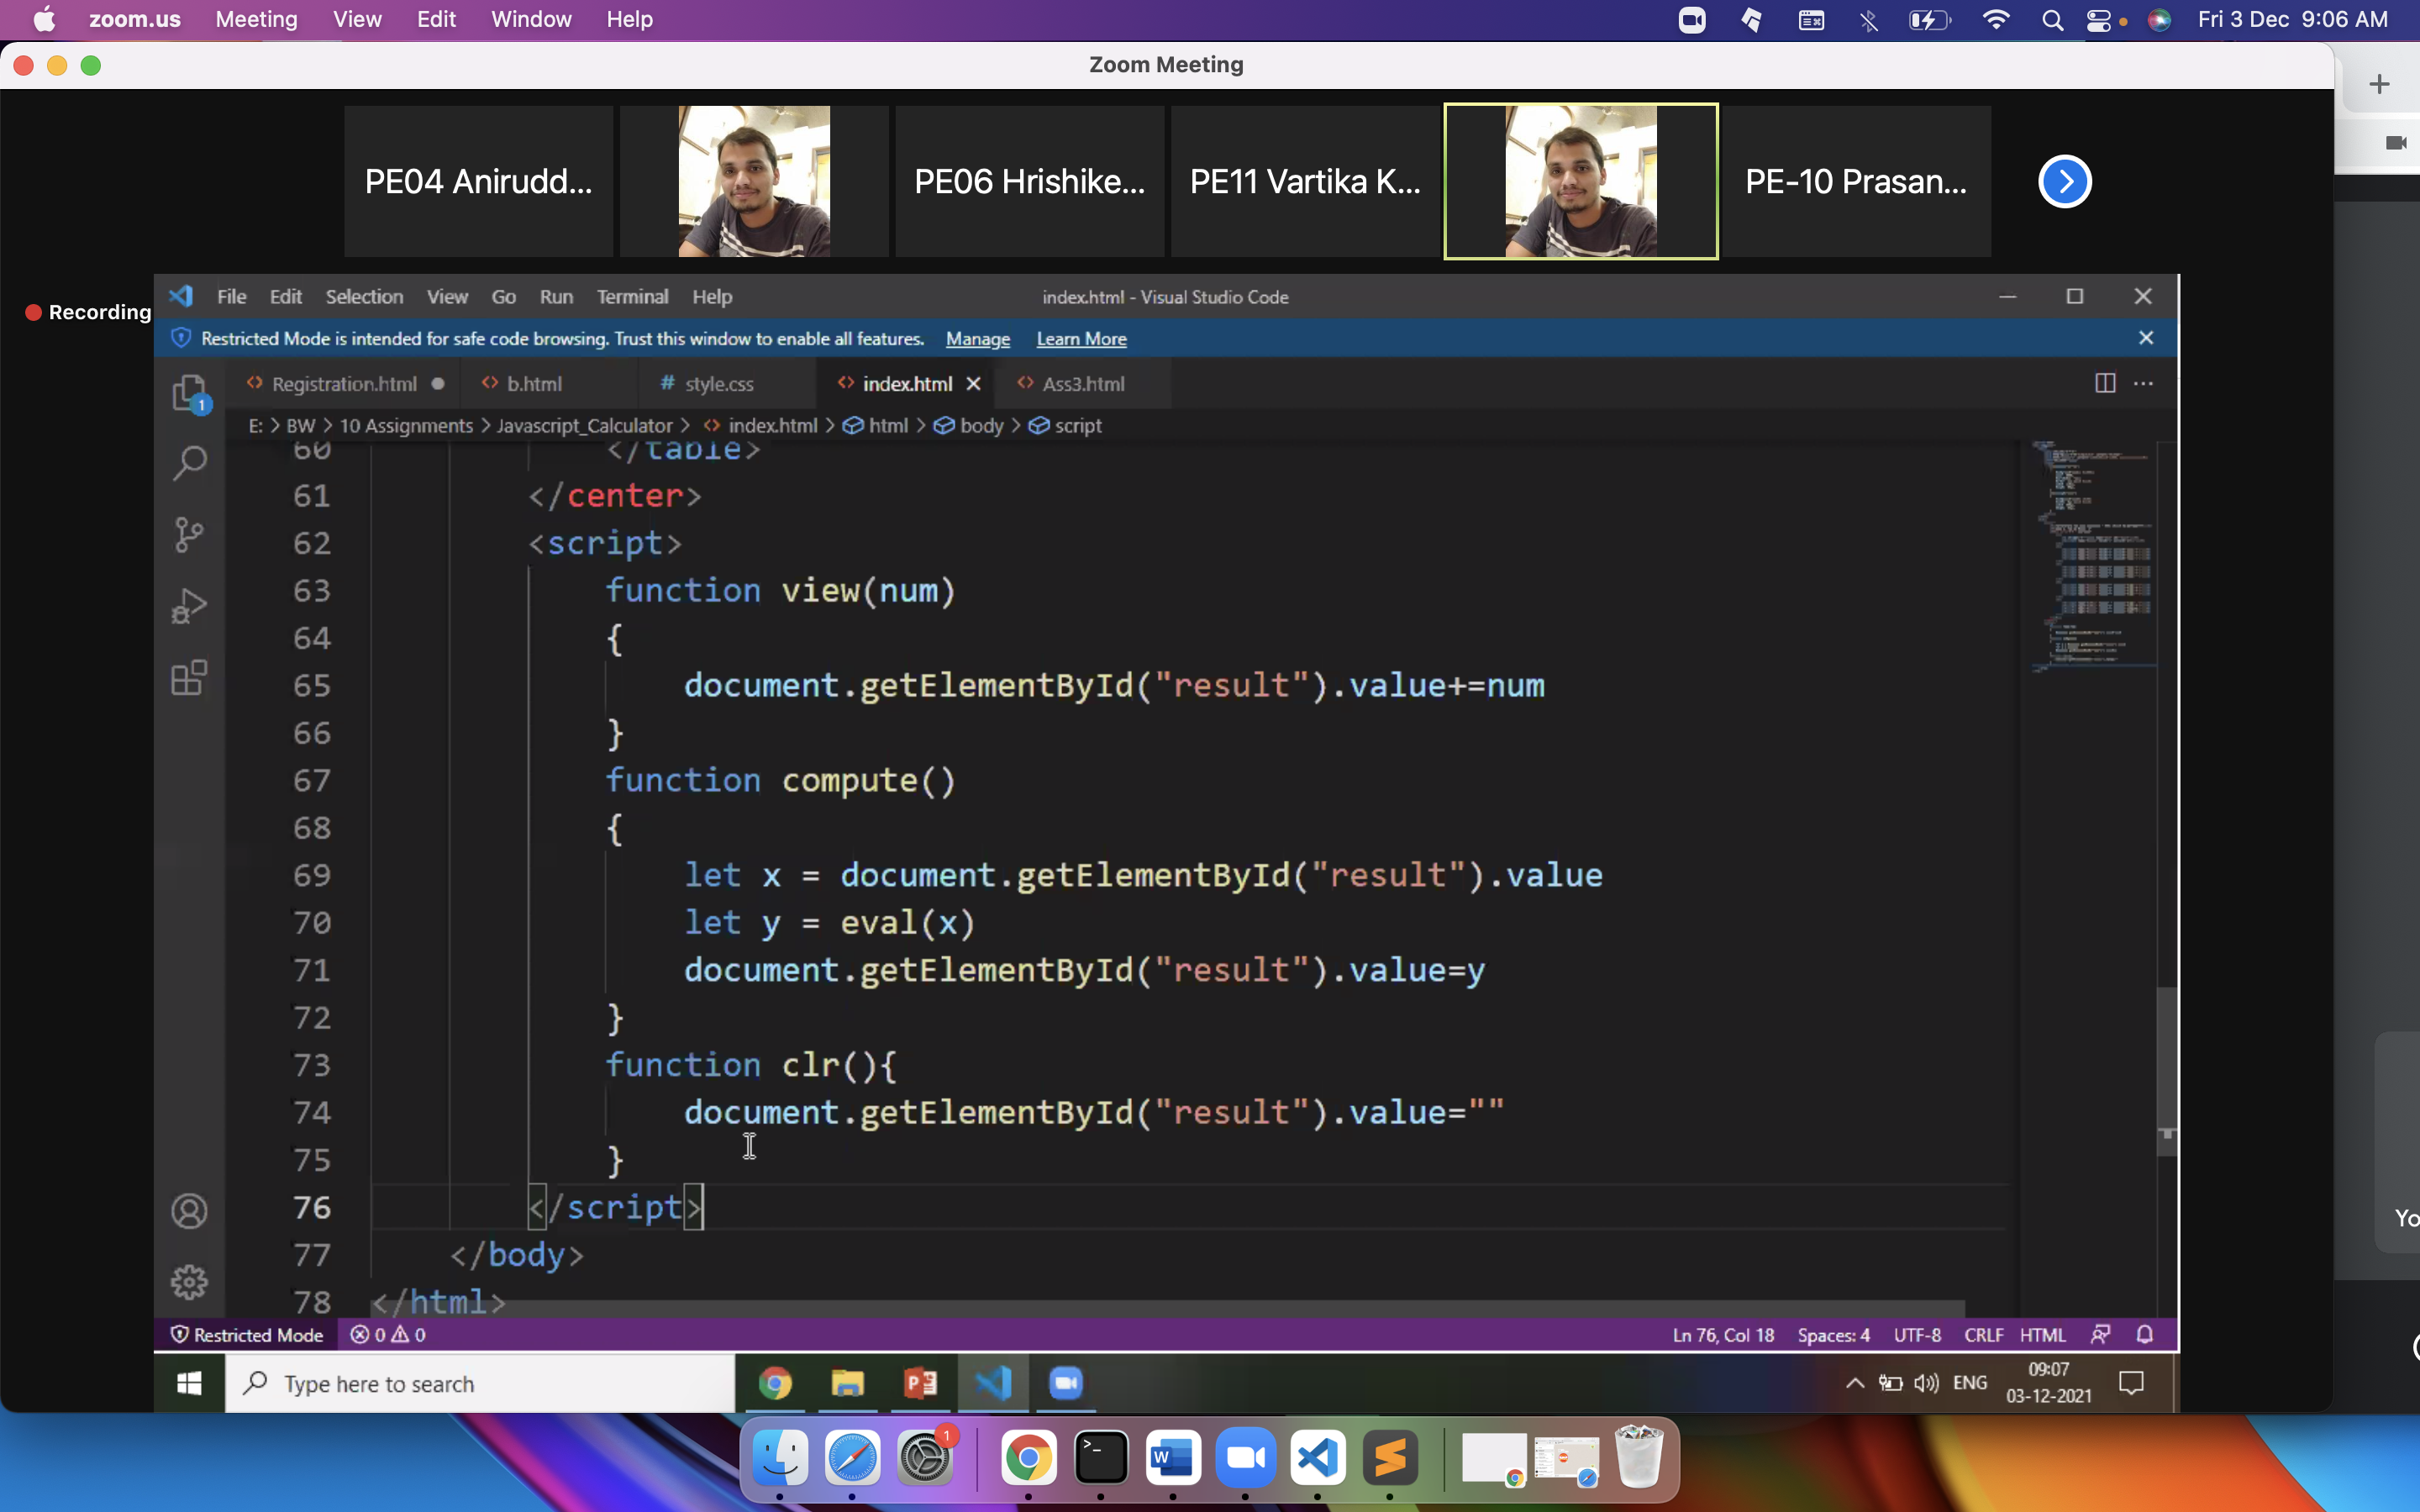 zoom.us Meeting View Edit Window Help Fri 3 Dec 9:06 AM
Zoom Meeting
PE04 Anirudd... PE06 Hrishike... PE11 Vartika K... PE-10 Prasan...
Recording
File Edit Selection View Go Run Terminal Help index.html - Visual Studio Code
Restricted Mode is intended for safe code browsing. Trust this window to enable all features. Manage Learn More
Registration.html b.html # style.css index.html Ass3.html
1
E: > BW > 10 Assignments > Javascript_Calculator > index.html > html > body > script
60 </table>
61 </center>
62 <script>
63 function view(num)
64 {
65 document.getElementById("result").value+=num
66 }
67 function compute()
68 {
69 let x = document.getElementById("result").value
70 let y = eval(x)
71 document.getElementById("result").value=y
72 }
73 function clr(){
74 document.getElementById("result").value=""
75 }
76 </script>
77 </body>
78 </html>
Yo
Restricted Mode 0 0 Ln 76, Col 18 Spaces: 4 UTF-8 CRLF HTML
Type here to search ENG 09:07
03-12-2021
1